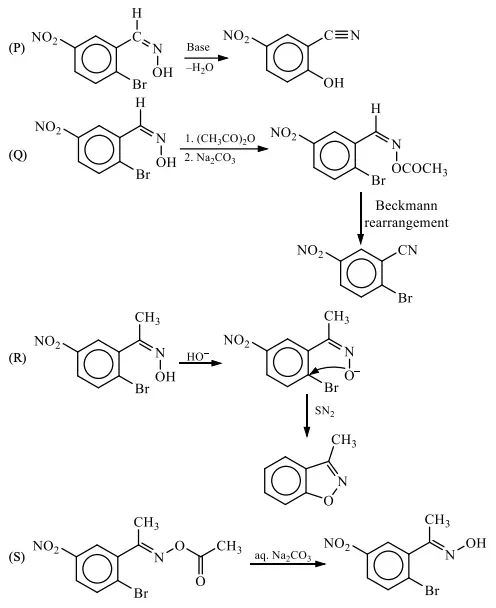 (P) NO2 H C N OH Br Base –H2O NO2 C N OH
(Q) NO2 H N OH Br 1. (CH3CO)2O 2. Na2CO3 NO2 H N OCOCH3 Br
Beckmann
rearrangement
NO2 CN Br
(R) NO2 CH3 N OH Br HO– NO2 CH3 N O– Br
SN2
CH3 N O
(S) NO2 CH3 N O CH3 O Br aq. Na2CO3 NO2 CH3 N OH Br